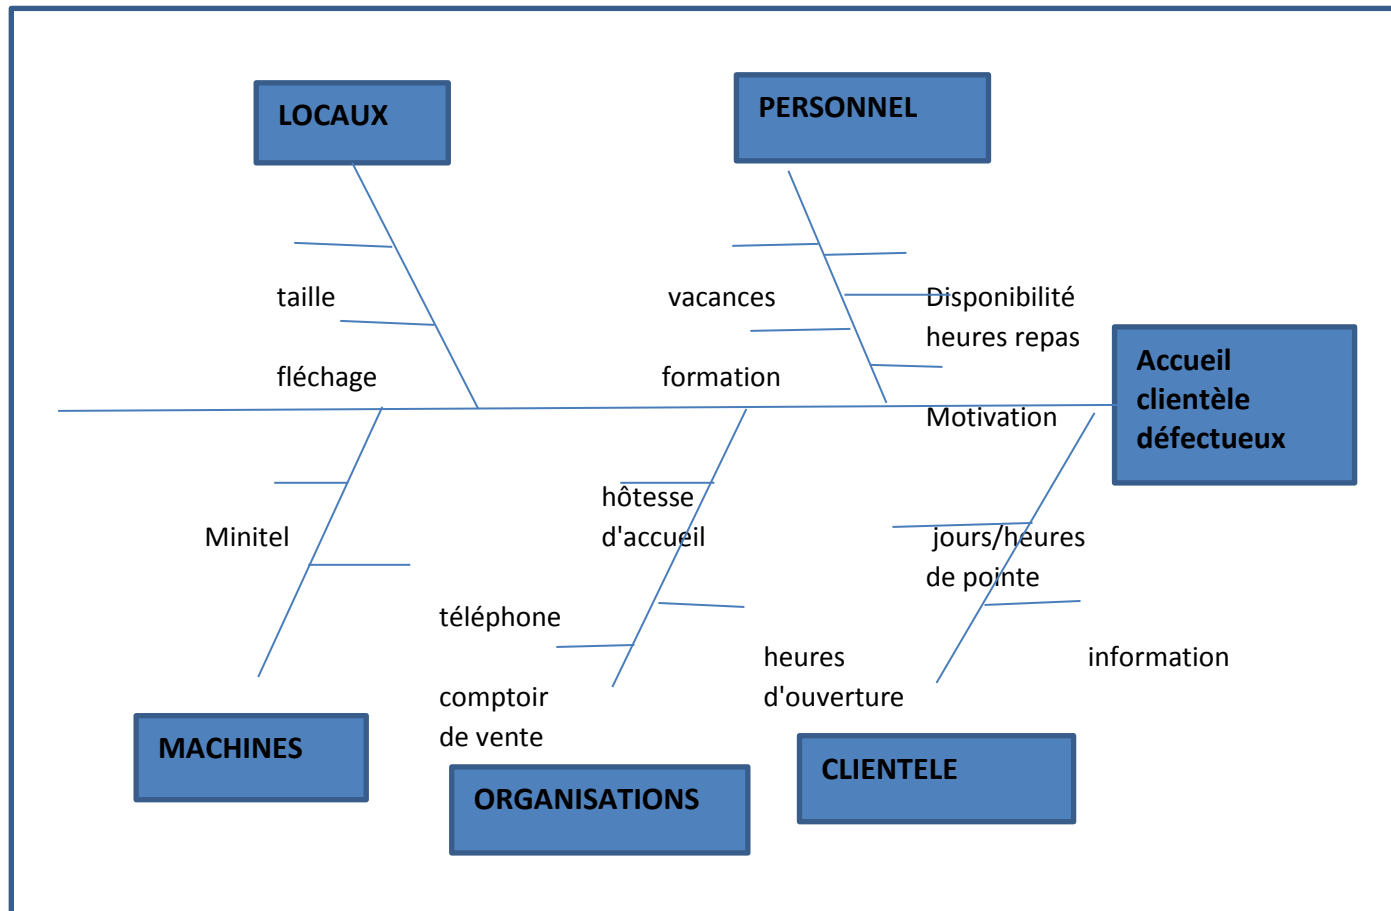 LOCAUX
PERSONNEL
taille
vacances
Disponibilité
heures repas
fléchage
formation
Motivation
Accueil
clientèle
défectueux
Minitel
hôtesse
d'accueil
jours/heures
de pointe
téléphone
heures
d'ouverture
information
comptoir
de vente
MACHINES
ORGANISATIONS
CLIENTELE